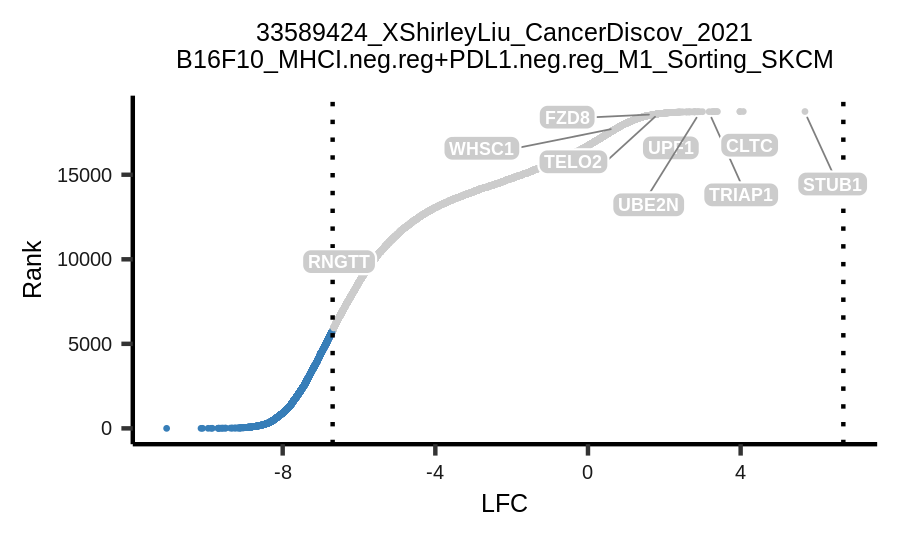 33589424_XShirleyLiu_CancerDiscov_2021
B16F10_MHCI.neg.reg+PDL1.neg.reg_M1_Sorting_SKCM
FZD8
WHSC1
UPF1
CLTC
TELO2
STUB1
TRIAP1
UBE2N
RNGTT
15000
10000
5000
0
Rank
-8
-4
0
4
LFC